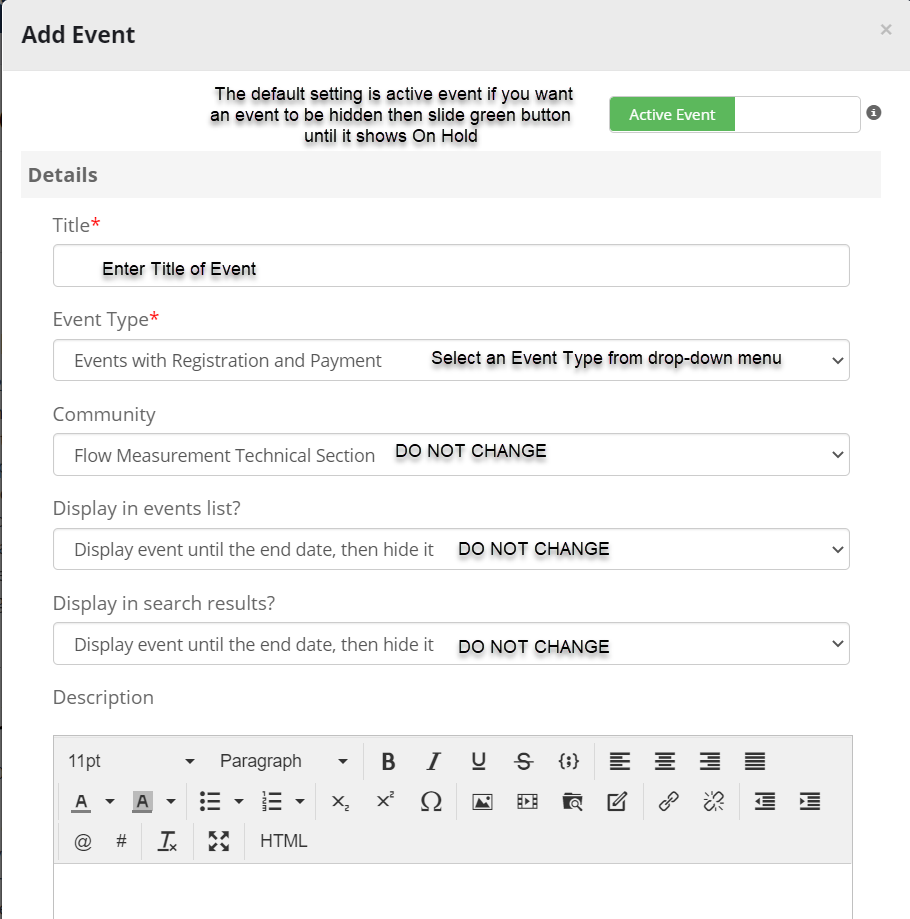 Add Event
×
The default setting is active event if you want
an event to be hidden then slide green button
until it shows On Hold
Active Event
Details
Title*
Enter Title of Event
Event Type*
Events with Registration and Payment Select an Event Type from drop-down menu
Community
Flow Measurement Technical Section DO NOT CHANGE
Display in events list?
Display event until the end date, then hide it DO NOT CHANGE
Display in search results?
Display event until the end date, then hide it DO NOT CHANGE
Description
11pt Paragraph B I U S {;}
A A X₂ X² Ω
@ # Tx HTML